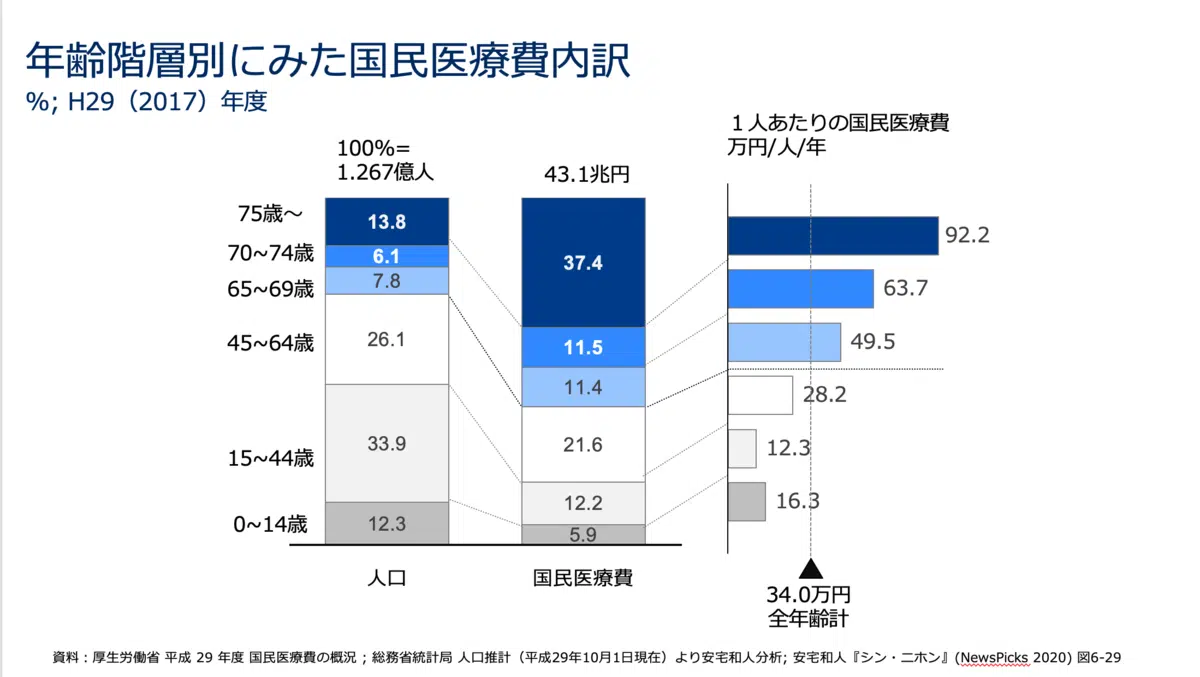 年齢階層別にみた国民医療費内訳
%; H29（2017）年度
100%=
1.267億人
43.1兆円
１人あたりの国民医療費
万円/人/年
75歳～
70~74歳
65~69歳
45~64歳
15~44歳
0~14歳
13.8
6.1
7.8
26.1
33.9
12.3
人口
37.4
11.5
11.4
21.6
12.2
5.9
国民医療費
92.2
63.7
49.5
28.2
12.3
16.3
34.0万円
全年齢計
資料：厚生労働省 平成 29 年度 国民医療費の概況 ; 総務省統計局 人口推計（平成29年10月1日現在）より安宅和人分析; 安宅和人『シン・ニホン』(NewsPicks 2020) 図6-29